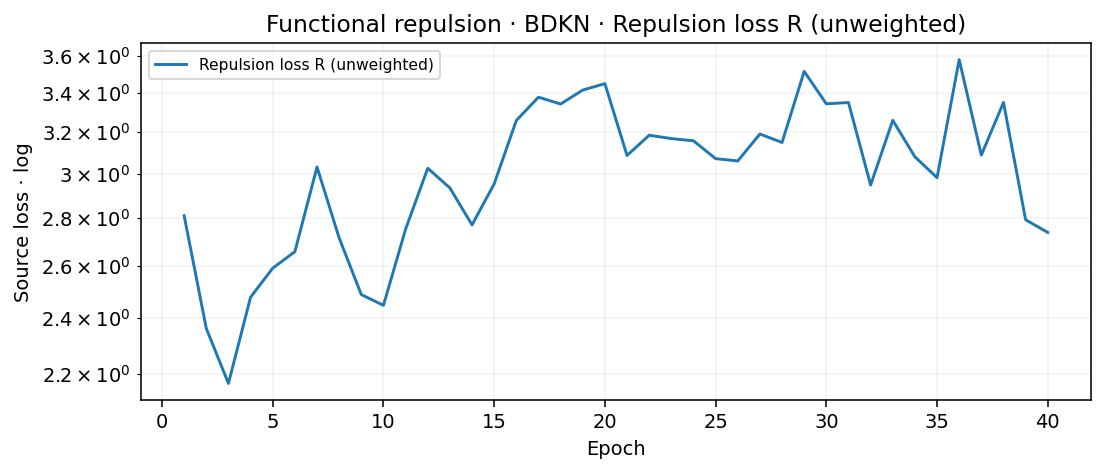 Functional repulsion · BDKN · Repulsion loss R (unweighted)
Repulsion loss R (unweighted)
Source loss · log
3.6 × 10⁰
3.4 × 10⁰
3.2 × 10⁰
3 × 10⁰
2.8 × 10⁰
2.6 × 10⁰
2.4 × 10⁰
2.2 × 10⁰
0 5 10 15 20 25 30 35 40
Epoch